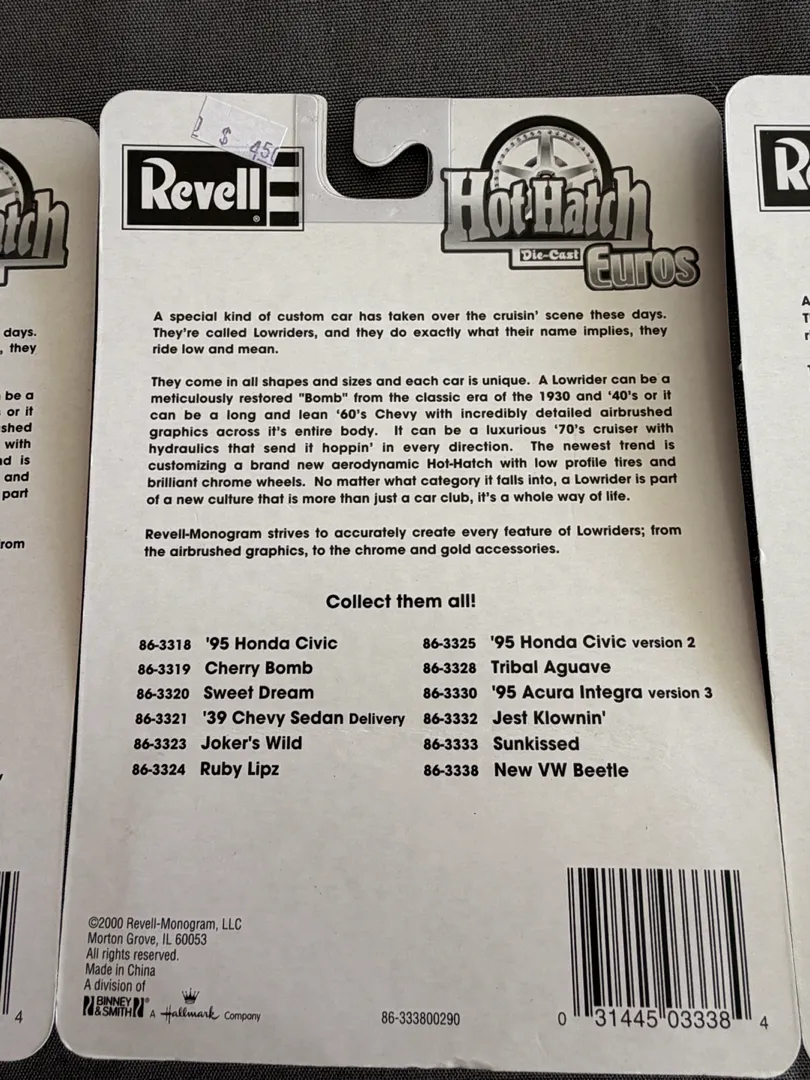 $ 450
Revell
Hot-Hatch
Die-Cast
Euros
A special kind of custom car has taken over the cruisin' scene these days.
They're called Lowriders, and they do exactly what their name implies, they
ride low and mean.
They come in all shapes and sizes and each car is unique. A Lowrider can be a
meticulously restored "Bomb" from the classic era of the 1930 and '40's or it
can be a long and lean '60's Chevy with incredibly detailed airbrushed
graphics across it's entire body. It can be a luxurious '70's cruiser with
hydraulics that send it hoppin' in every direction. The newest trend is
customizing a brand new aerodynamic Hot-Hatch with low profile tires and
brilliant chrome wheels. No matter what category it falls into, a Lowrider is part
of a new culture that is more than just a car club, it's a whole way of life.
Revell-Monogram strives to accurately create every feature of Lowriders; from
the airbrushed graphics, to the chrome and gold accessories.
Collect them all!
86-3318 '95 Honda Civic
86-3319 Cherry Bomb
86-3320 Sweet Dream
86-3321 '39 Chevy Sedan Delivery
86-3323 Joker's Wild
86-3324 Ruby Lipz
86-3325 '95 Honda Civic version 2
86-3328 Tribal Aguave
86-3330 '95 Acura Integra version 3
86-3332 Jest Klownin'
86-3333 Sunkissed
86-3338 New VW Beetle
©2000 Revell-Monogram, LLC
Morton Grove, IL 60053
All rights reserved.
Made in China
A division of
BINNEY & SMITH® A Hallmark Company
86-333800290
0 31445 03338 4
tch
days.
, they
be a
or it
shed
with
nd is
and
part
rom
4
R
A
T
r